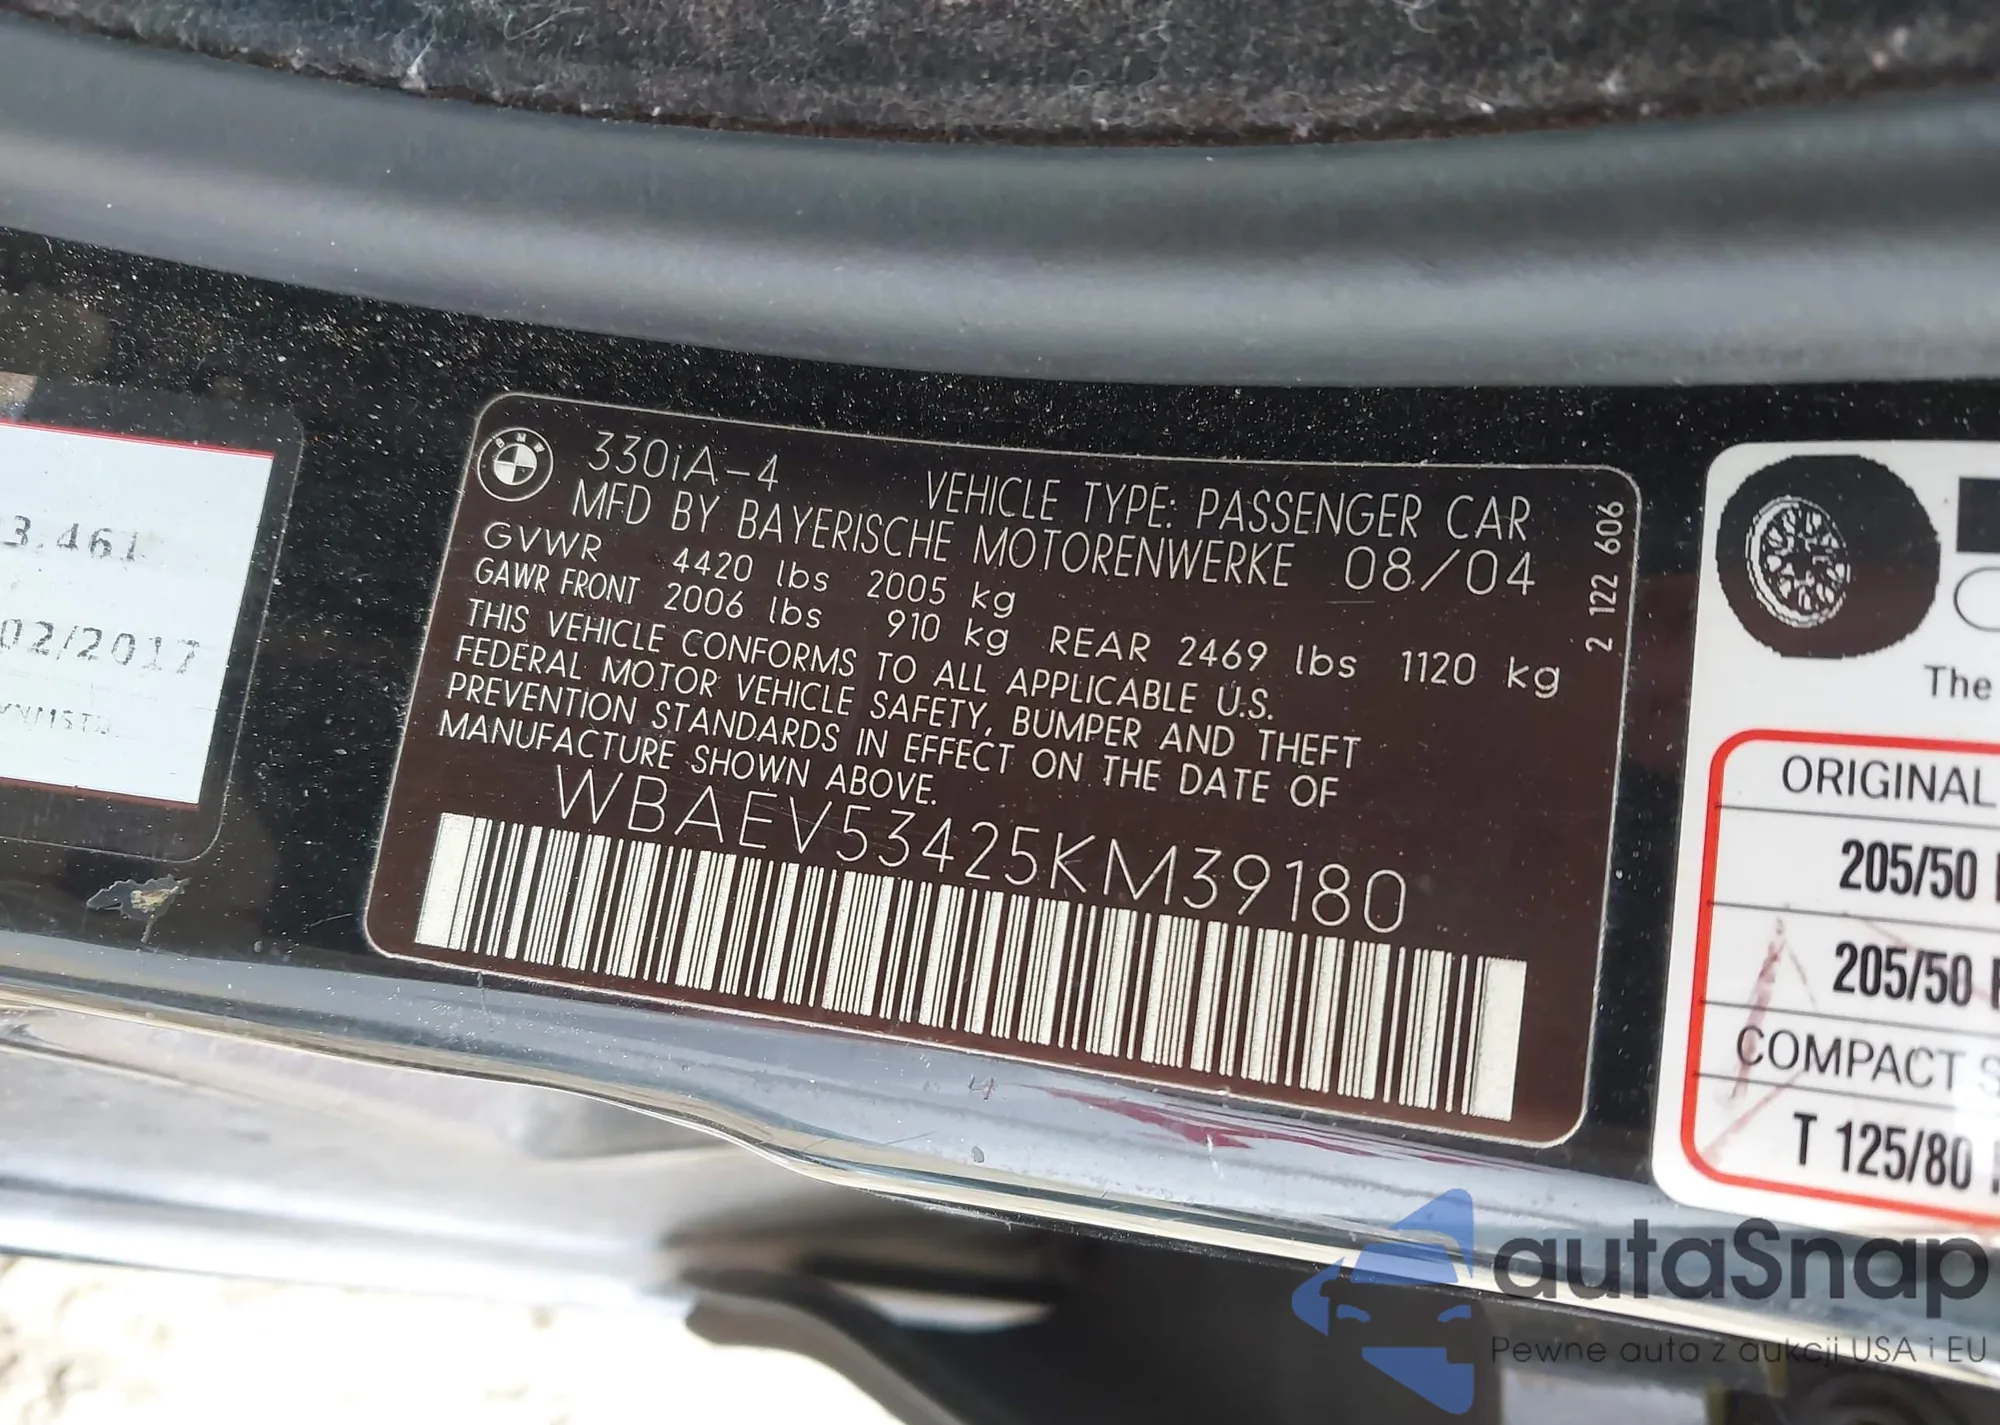 3.461
02/2017
BMW
330iA-4
VEHICLE TYPE: PASSENGER CAR
MFD BY BAYERISCHE MOTORENWERKE 08/04
GVWR 4420 lbs 2005 kg
GAWR FRONT 2006 lbs 910 kg REAR 2469 lbs 1120 kg
THIS VEHICLE CONFORMS TO ALL APPLICABLE U.S.
FEDERAL MOTOR VEHICLE SAFETY, BUMPER AND THEFT
PREVENTION STANDARDS IN EFFECT ON THE DATE OF
MANUFACTURE SHOWN ABOVE.
WBAEV53425KM39180
2 122 606
The
ORIGINAL
205/50
205/50
COMPACT
T 125/80
autaSnap
Pewne auta z aukcji USA i EU